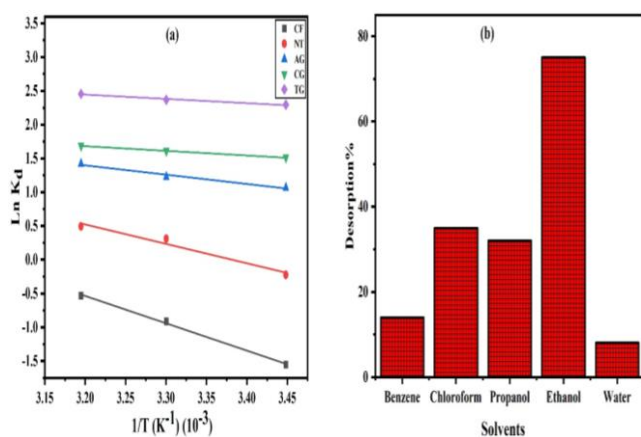 (a)
CF
NT
AG
CG
TG
3.5
3.0
2.5
2.0
1.5
1.0
0.5
0.0
-0.5
-1.0
-1.5
Ln Kd
3.15 3.20 3.25 3.30 3.35 3.40 3.45
1/T (K-1) (10-3)
(b)
80
60
40
20
0
Desorption%
Benzene Chloroform Propanol Ethanol Water
Solvents